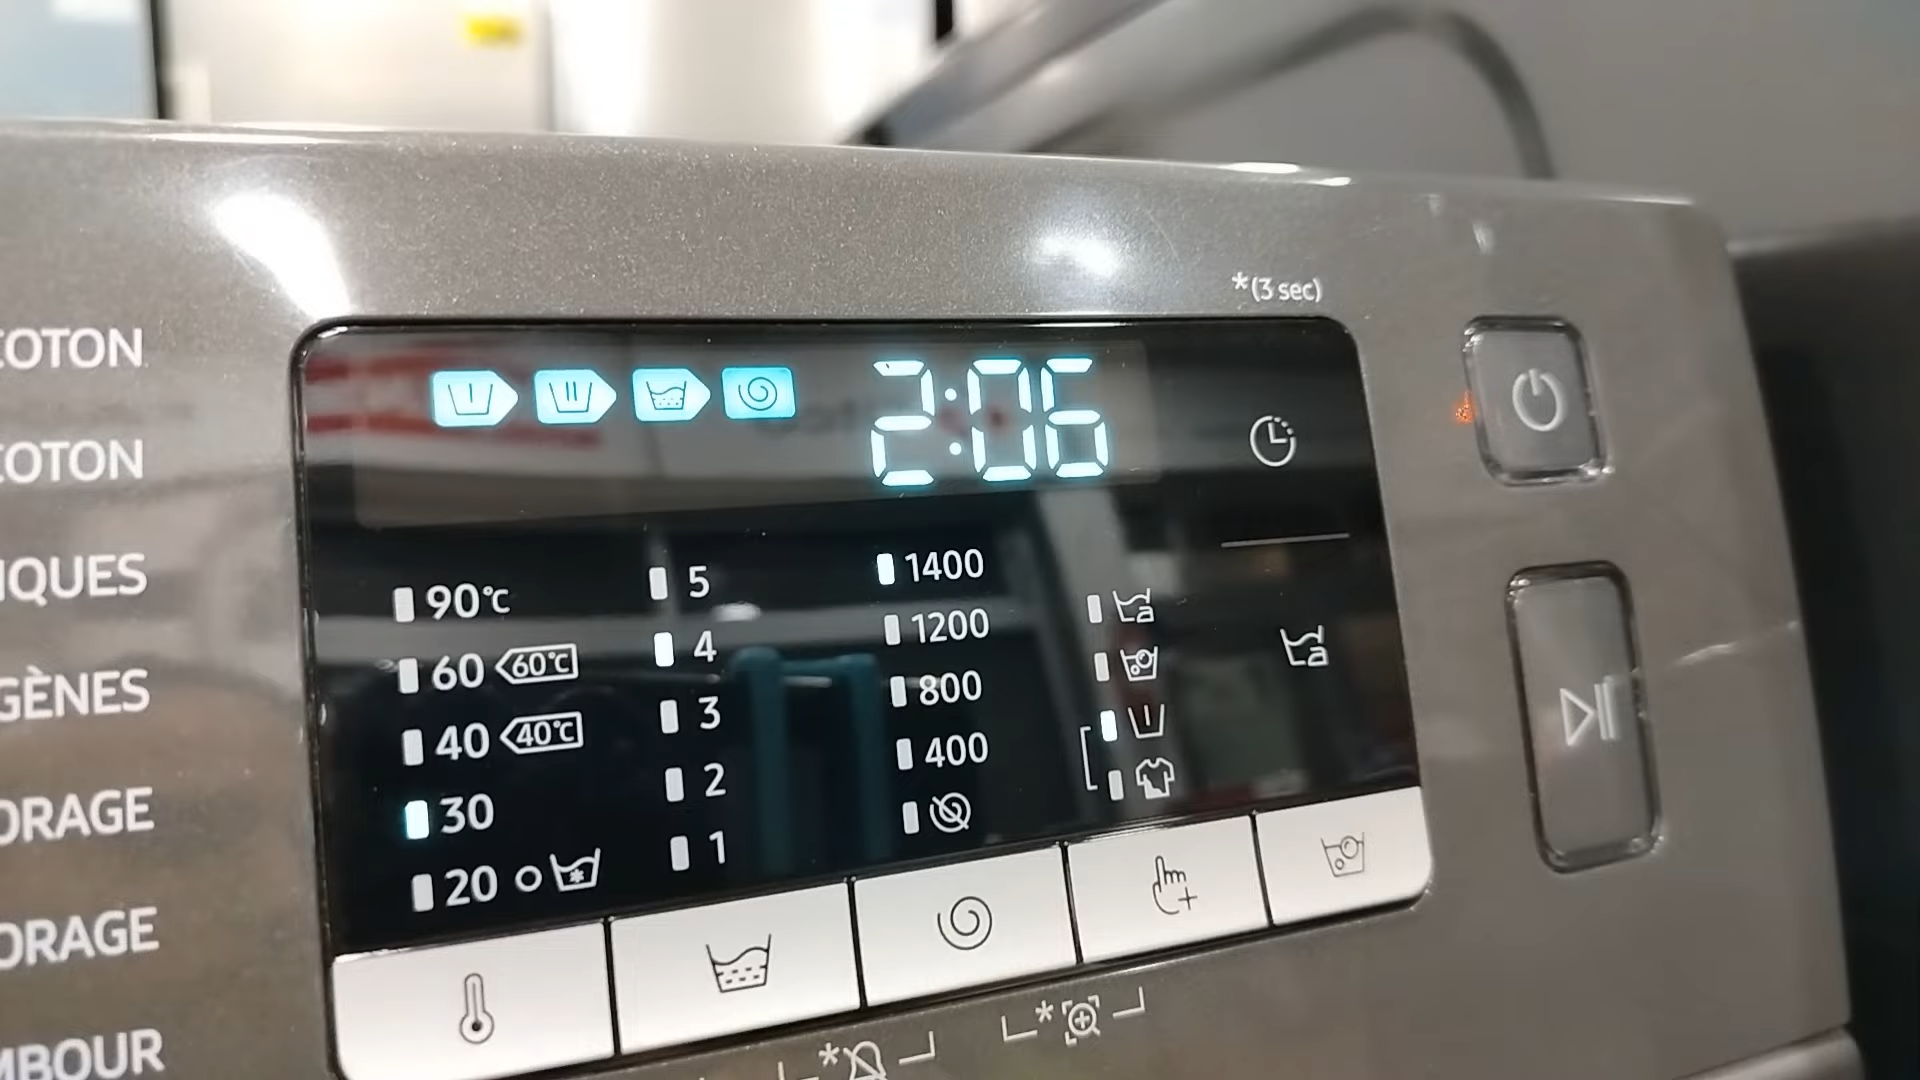 *(3 sec)
COTON
COTON
IQUES
GÈNES
ORAGE
ORAGE
MBOUR
2:06
90°C
60 60°C
40 40°C
30
20
5
4
3
2
1
1400
1200
800
400